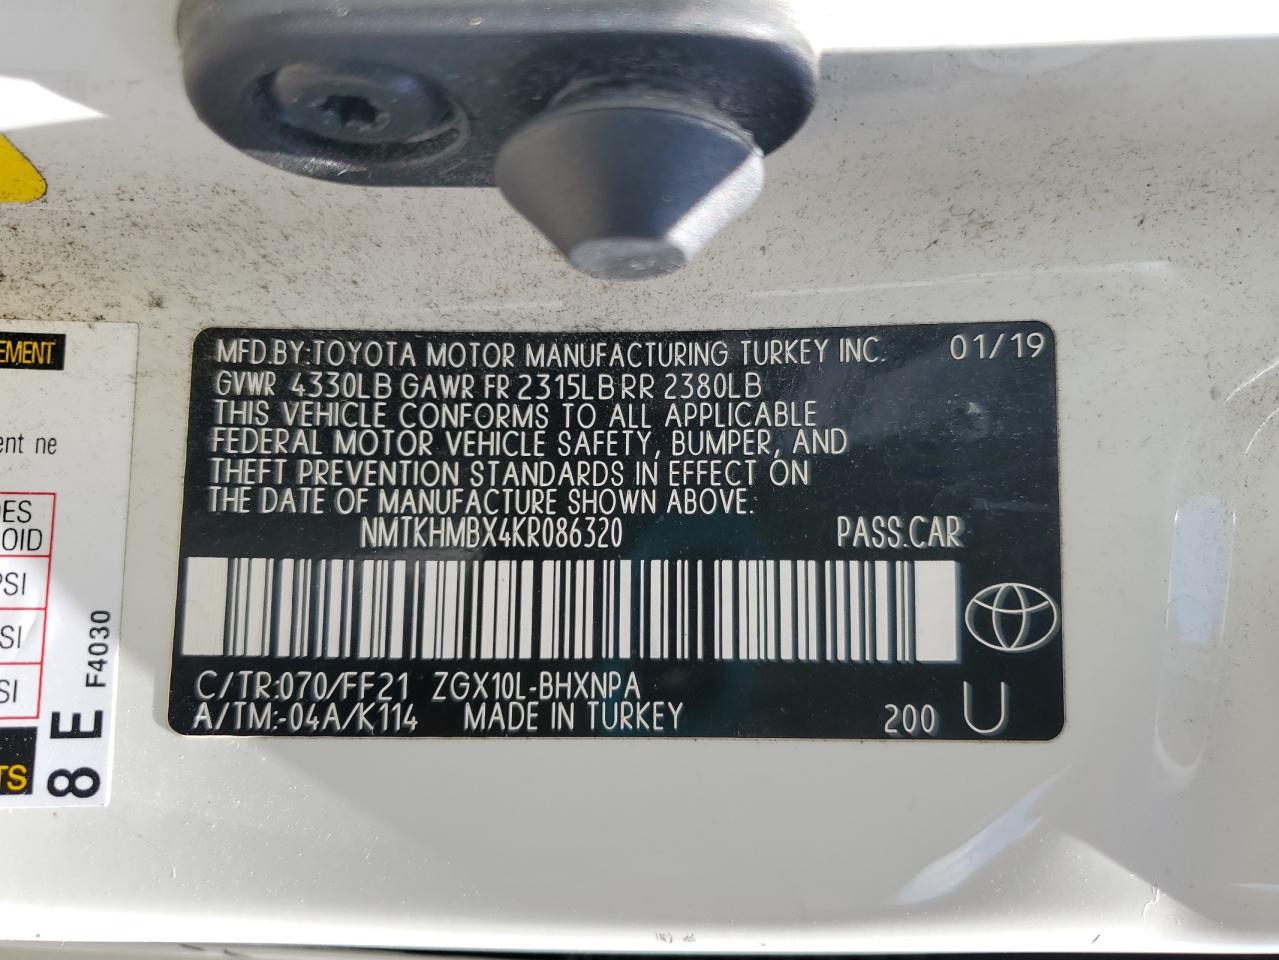 MFD.BY:TOYOTA MOTOR MANUFACTURING TURKEY INC. 01/19
GVWR 4330LB GAWR FR 2315LB RR 2380LB
THIS VEHICLE CONFORMS TO ALL APPLICABLE
FEDERAL MOTOR VEHICLE SAFETY, BUMPER, AND
THEFT PREVENTION STANDARDS IN EFFECT ON
THE DATE OF MANUFACTURE SHOWN ABOVE.
NMTKHMBX4KR086320 PASS.CAR
C/TR:070/FF21 ZGX10L-BHXNPA
A/TM:-04A/K114 MADE IN TURKEY 200 U
EMENT
ent ne
DES
OID
PSI
SI
SI
TS
8 E F4030